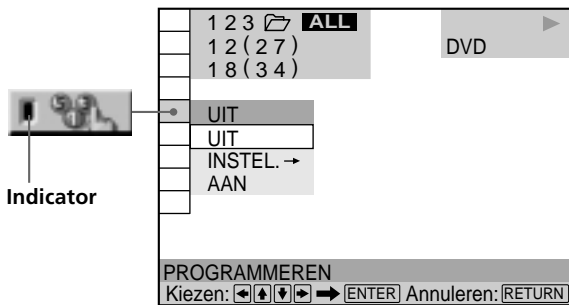 1 2 3 ALL
1 2 ( 2 7 )
DVD
1 8 ( 3 4 )
UIT
UIT
INSTEL.
AAN
Indicator
PROGRAMMEREN
Kiezen: ENTER Annuleren: RETURN